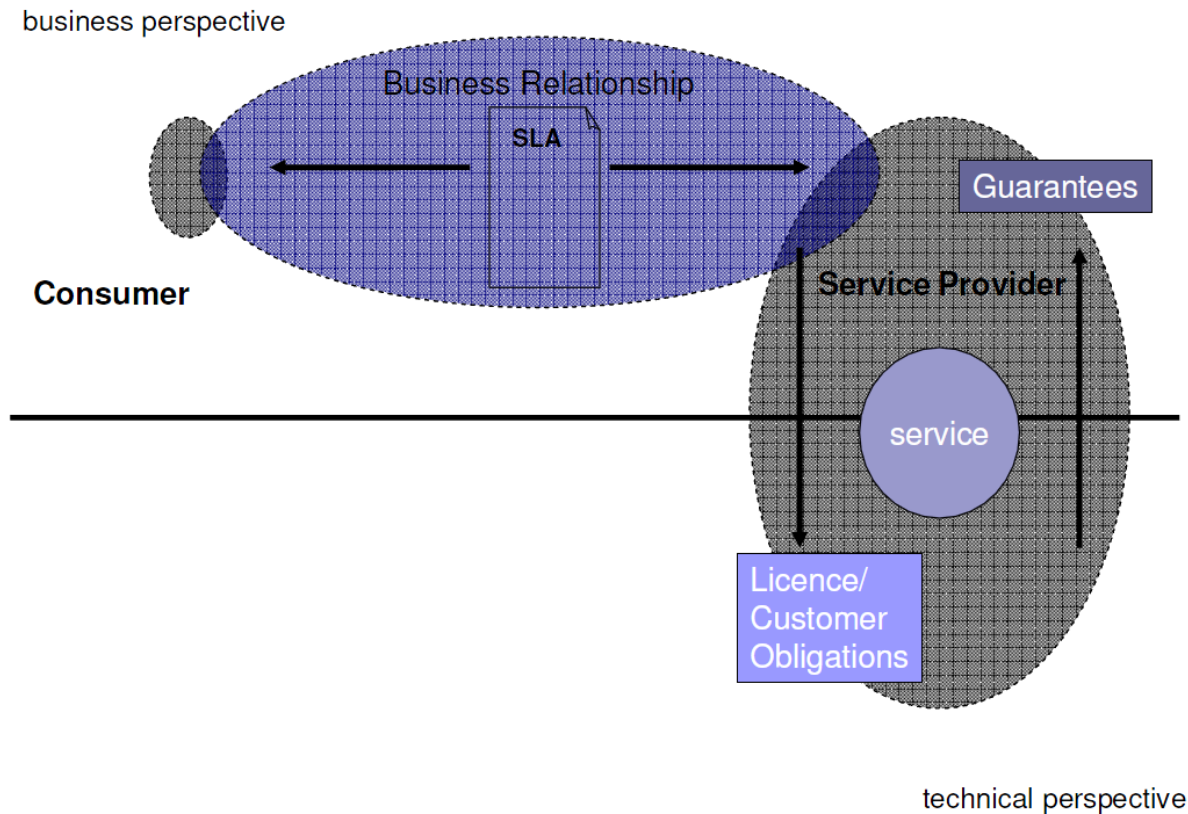 business perspective
Business Relationship
SLA
Guarantees
Consumer
Service Provider
service
Licence/
Customer
Obligations
technical perspective